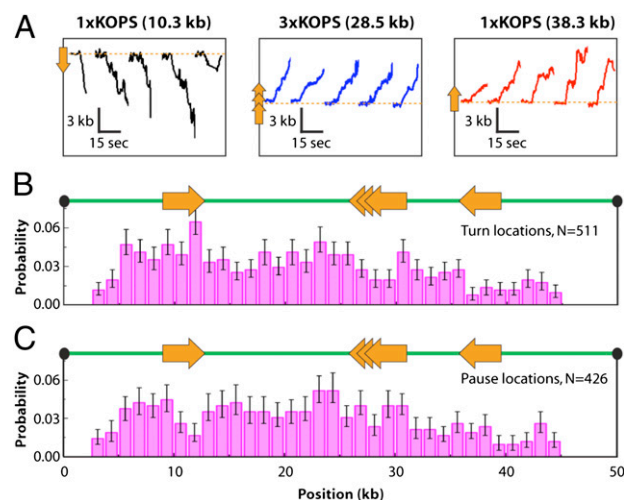 A
1xKOPS (10.3 kb)
3xKOPS (28.5 kb)
1xKOPS (38.3 kb)
3 kb
15 sec
3 kb
15 sec
3 kb
15 sec
B
Turn locations, N=511
Probability
0.06
0.03
0.00
C
Pause locations, N=426
Probability
0.06
0.03
0.00
0
10
20
30
40
50
Position (kb)